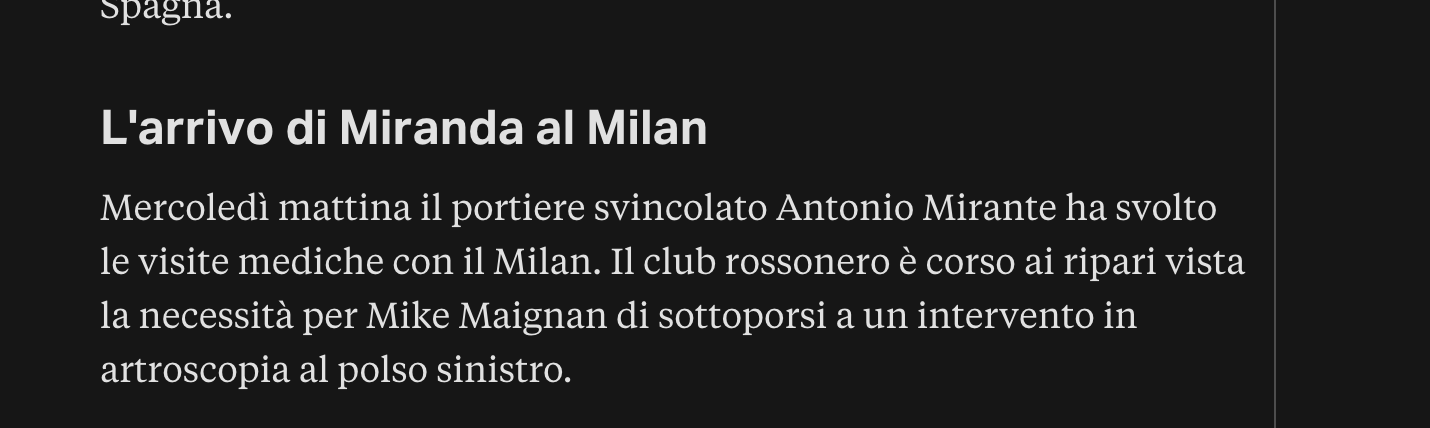 Spagna.
L'arrivo di Miranda al Milan
Mercoledì mattina il portiere svincolato Antonio Mirante ha svolto
le visite mediche con il Milan. Il club rossonero è corso ai ripari vista
la necessità per Mike Maignan di sottoporsi a un intervento in
artroscopia al polso sinistro.